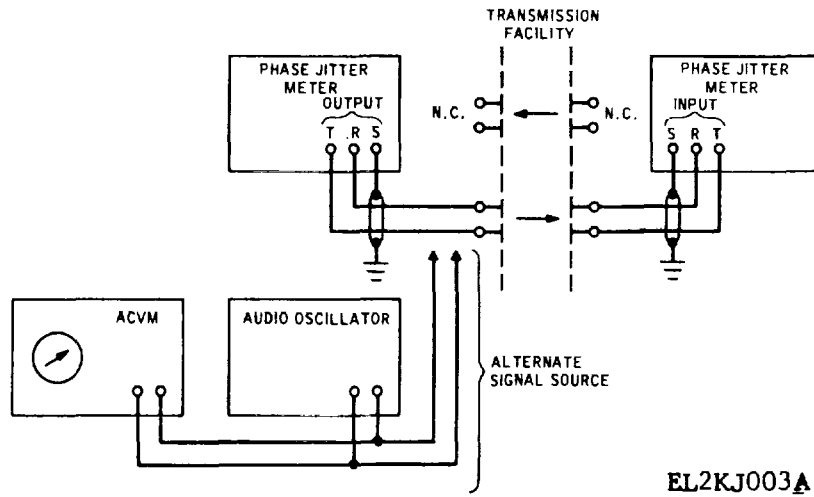 TRANSMISSION
FACILITY
PHASE JITTER
METER
OUTPUT
T .R S
N.C.
N.C.
PHASE JITTER
METER
INPUT
S R T
ACVM
AUDIO OSCILLATOR
ALTERNATE
SIGNAL SOURCE
EL2KJ003A